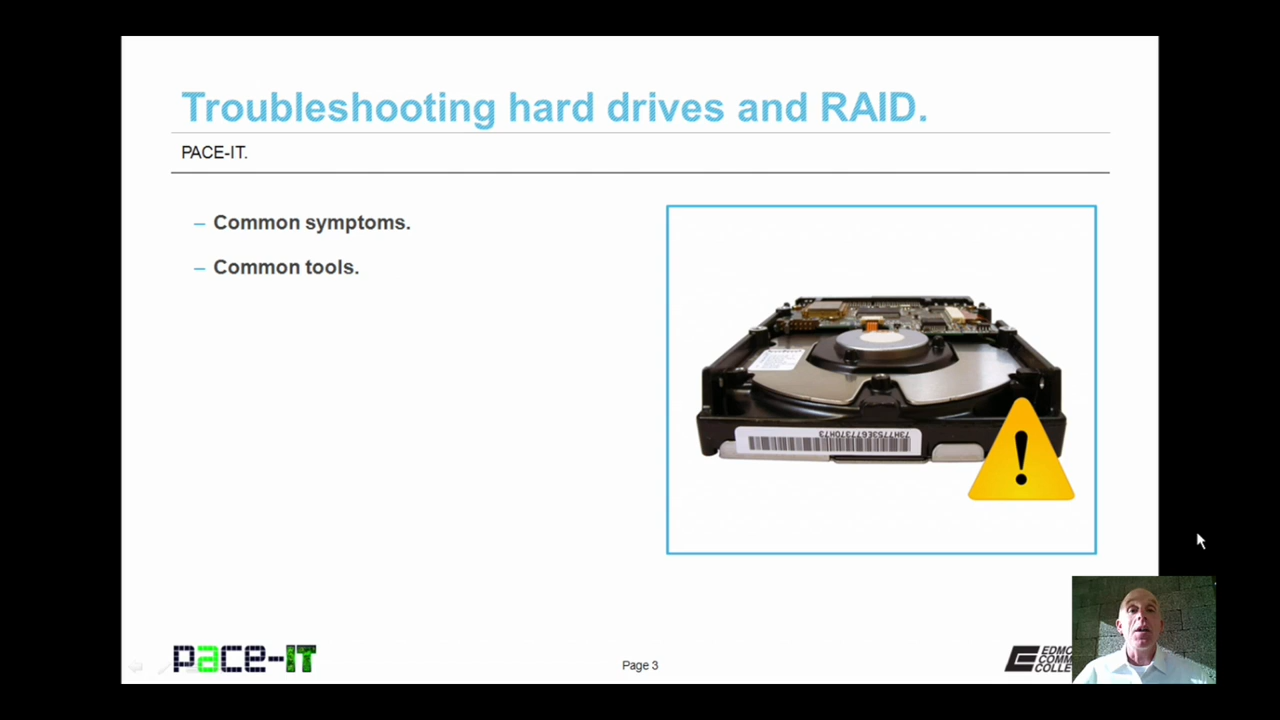 Troubleshooting hard drives and RAID.
PACE-IT.
– Common symptoms.
– Common tools.
pace-IT
Page 3